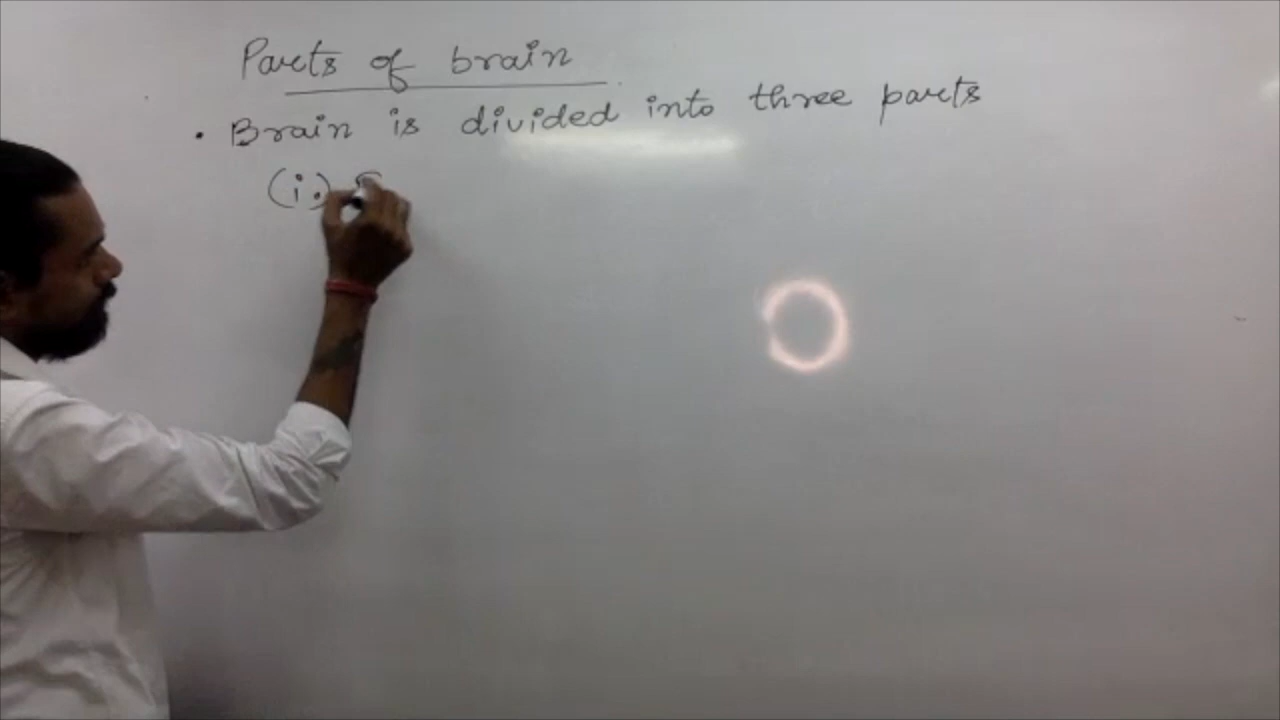 Parts of brain
• Brain is divided into three parts
(i.)